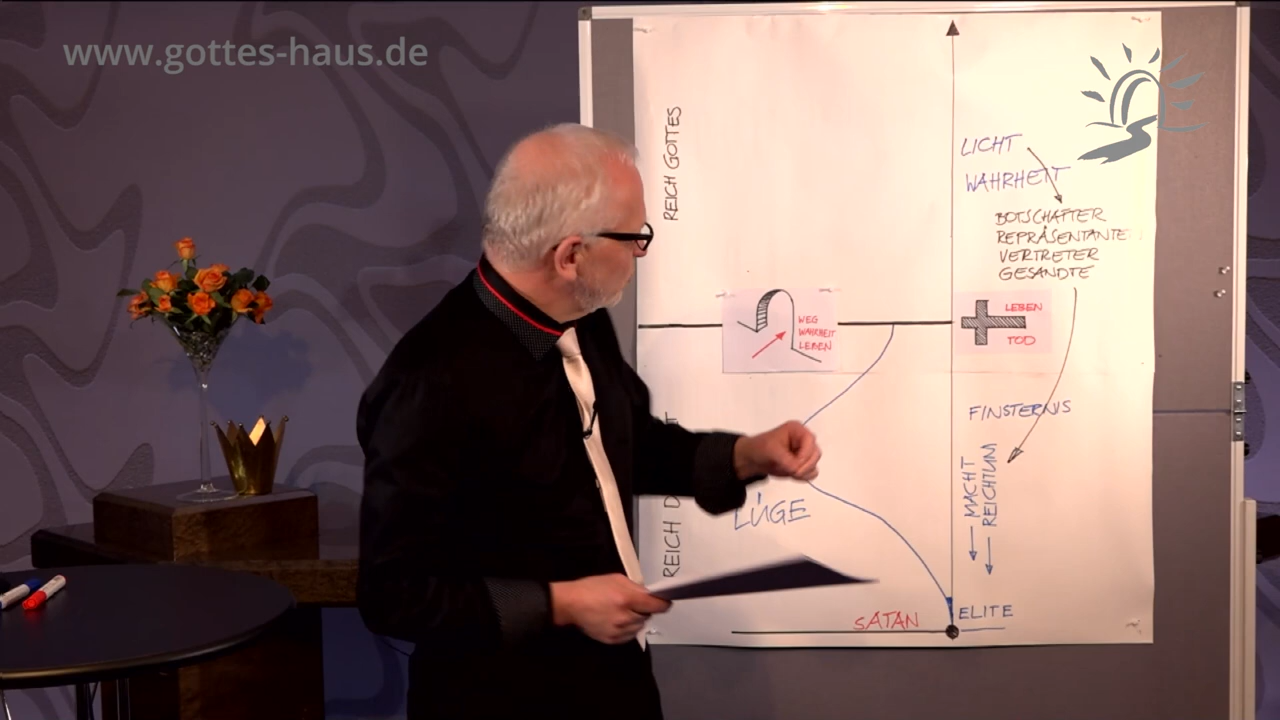 www.gottes-haus.de
REICH GOTTES
LICHT
WAHRHEIT
BOTSCHAFTER
REPRÄSENTANTE
VERTRETER
GESANDTE
WEG
WAHRHEIT
LEBEN
LEBEN
TOD
FINSTERNIS
MACHT
REICHTUM
REICH D
LÜGE
SATAN
ELITE